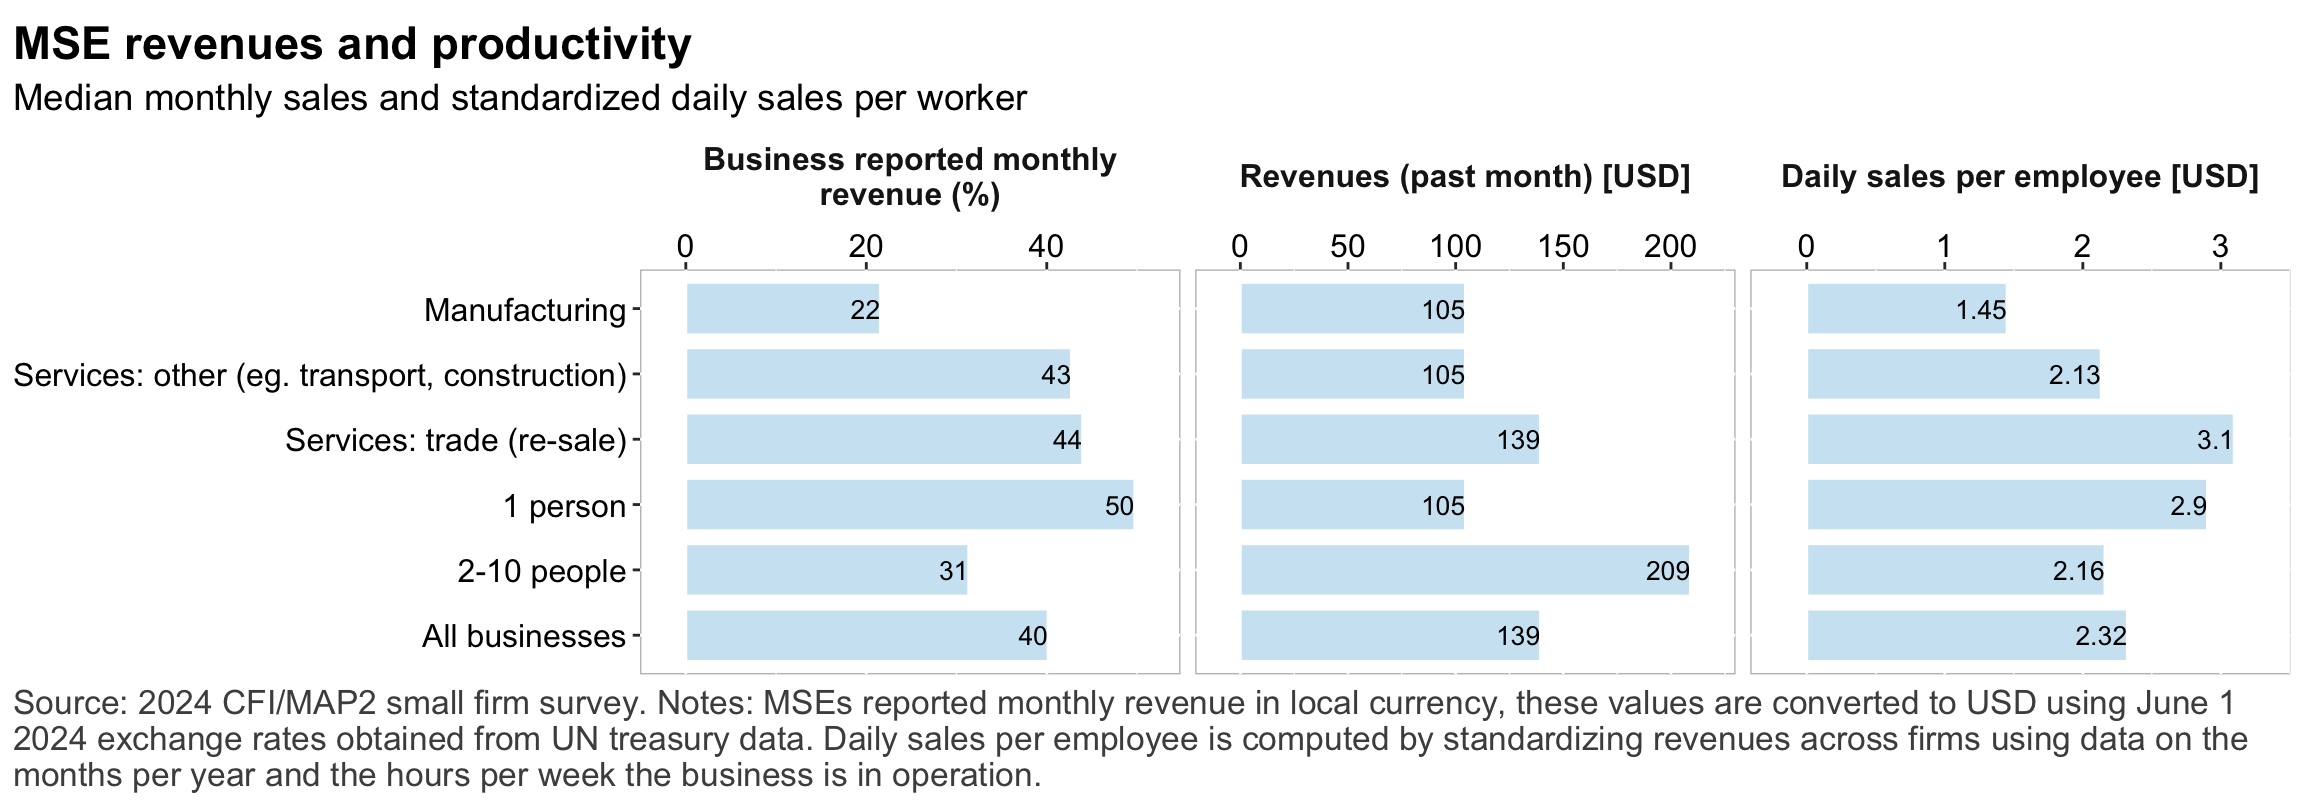 MSE revenues and productivity
Median monthly sales and standardized daily sales per worker
Business reported monthly
revenue (%)
Revenues (past month) [USD]
Daily sales per employee [USD]
0 20 40
0 50 100 150 200
0 1 2 3
Manufacturing 22 105 1.45
Services: other (eg. transport, construction) 43 105 2.13
Services: trade (re-sale) 44 139 3.1
1 person 50 105 2.9
2-10 people 31 209 2.16
All businesses 40 139 2.32
Source: 2024 CFI/MAP2 small firm survey. Notes: MSEs reported monthly revenue in local currency, these values are converted to USD using June 1
2024 exchange rates obtained from UN treasury data. Daily sales per employee is computed by standardizing revenues across firms using data on the
months per year and the hours per week the business is in operation.